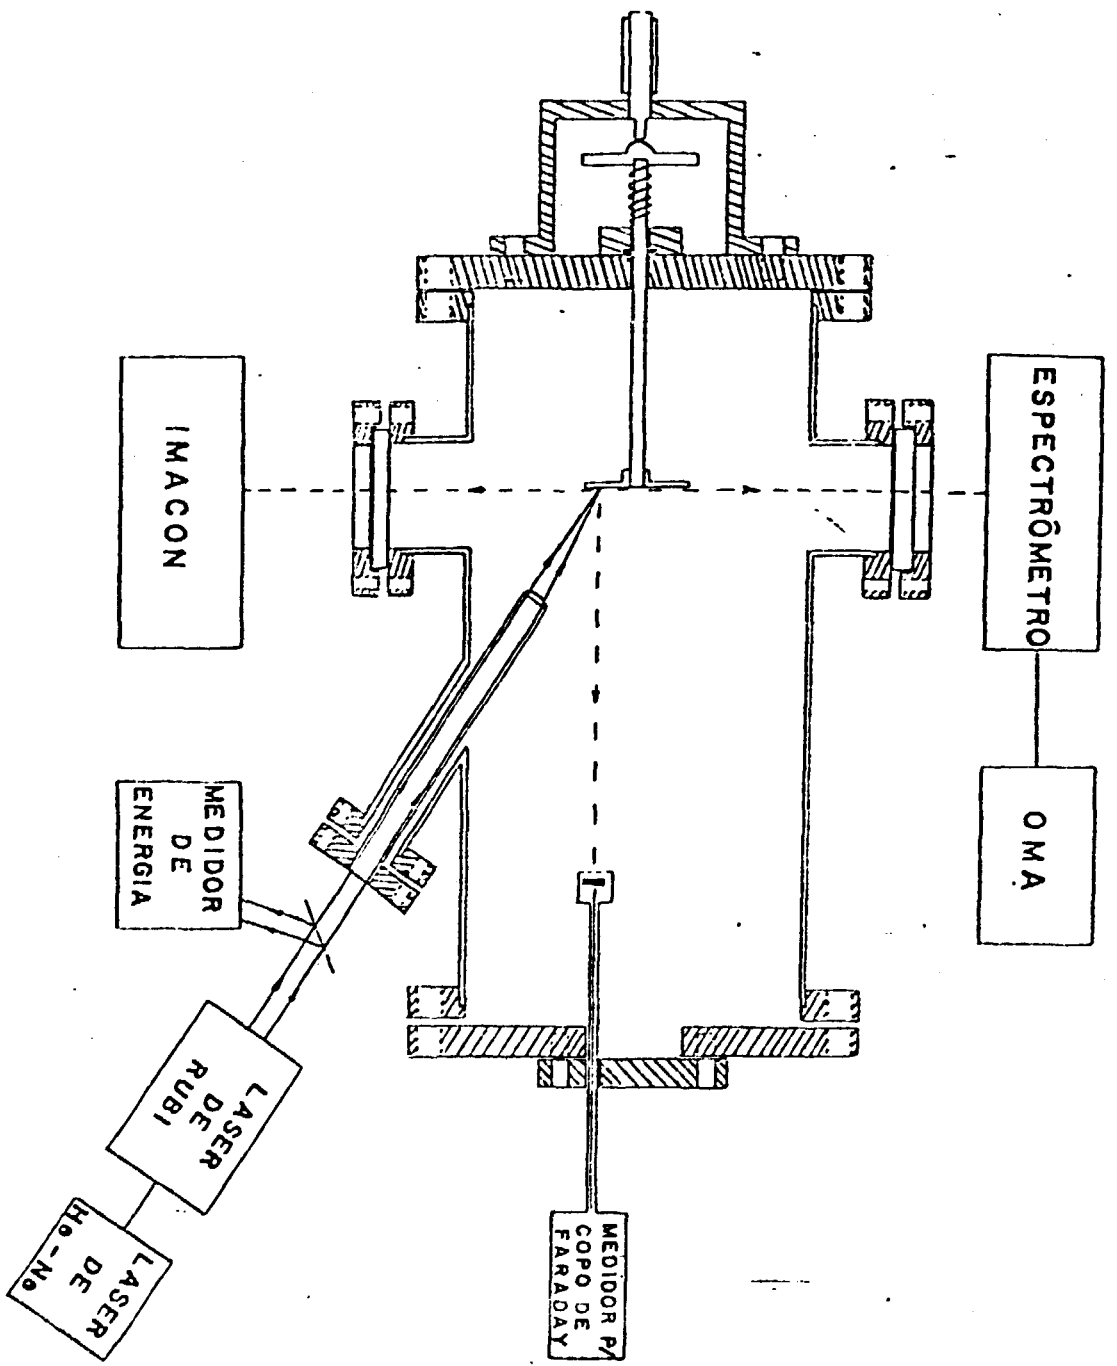 ESPECTRÔMETRO
OMA
IMACON
MEDIDOR
DE
ENERGIA
LASER
DE
RUBI
LASER
DE
He-Ne
MEDIDOR P/
COPO DE
FARADAY